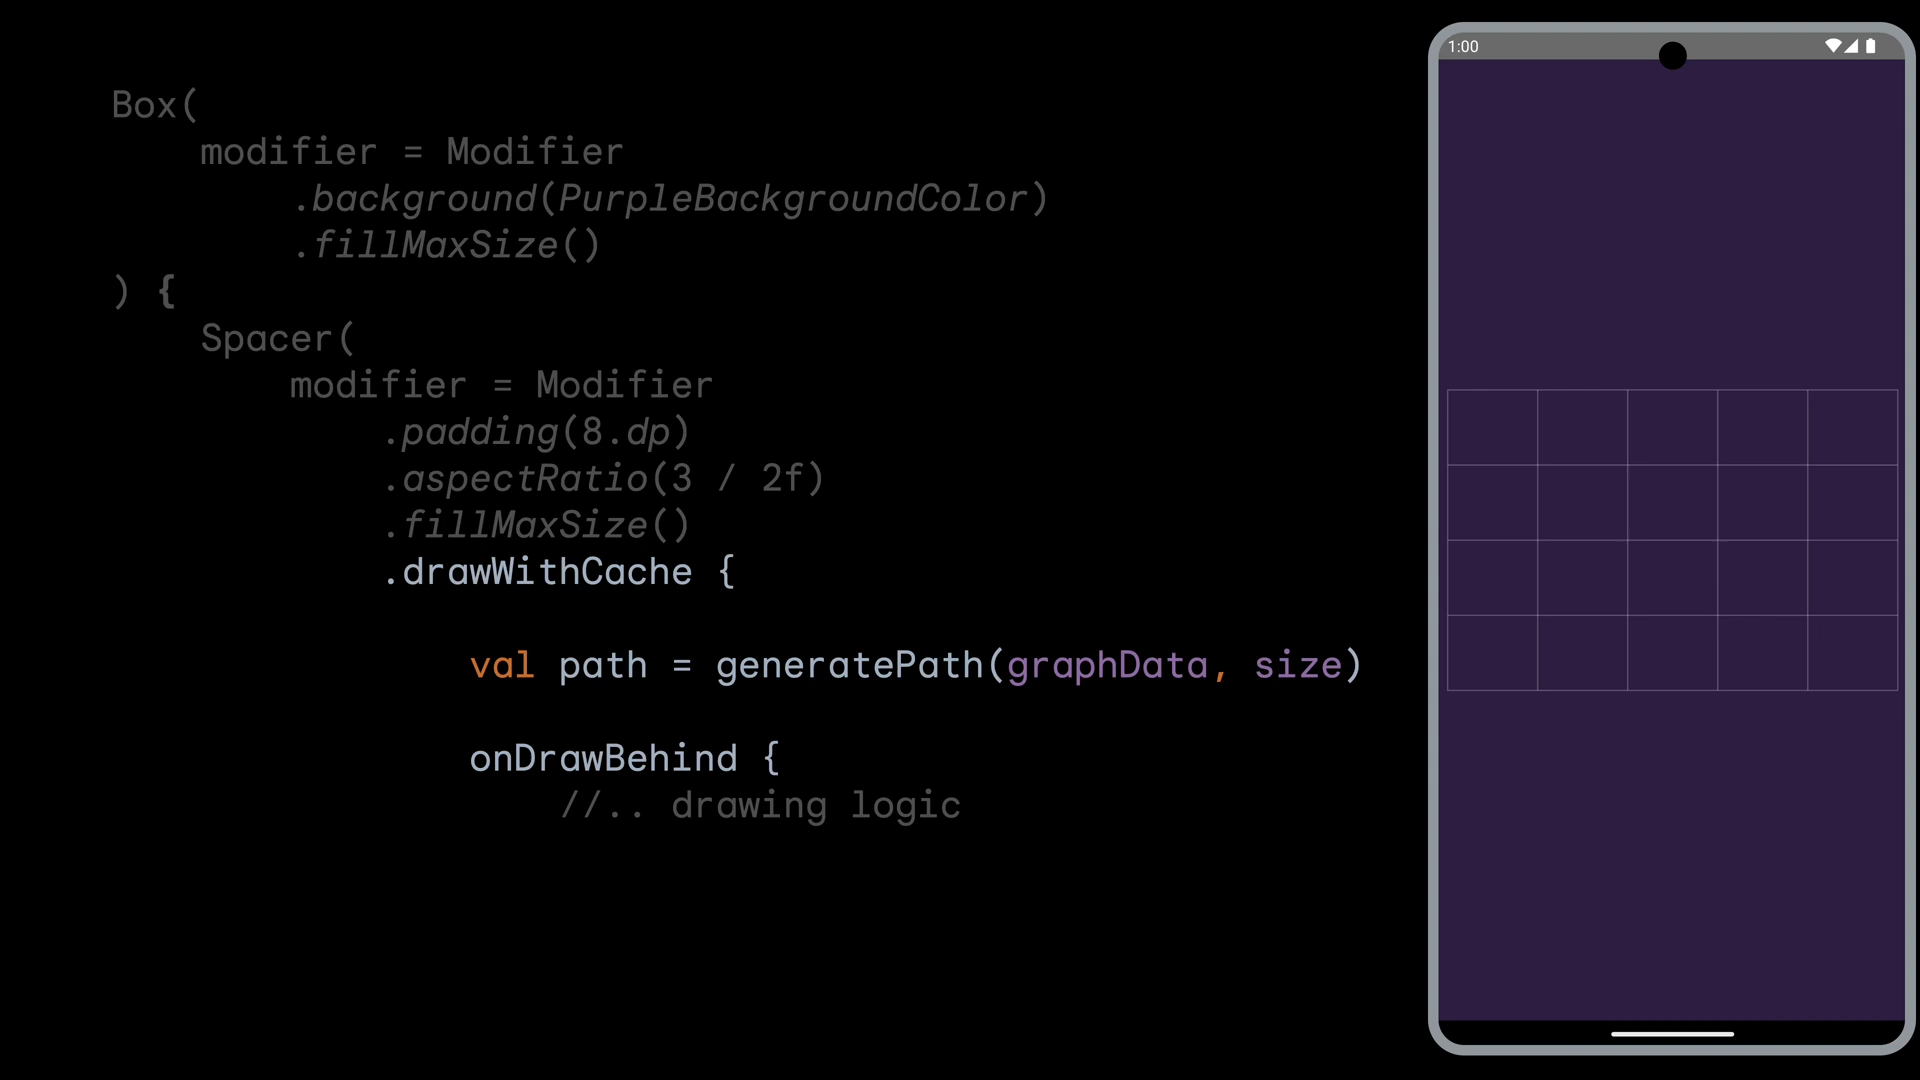 Box(
modifier = Modifier
.background(PurpleBackgroundColor)
.fillMaxSize()
) {
Spacer(
modifier = Modifier
.padding(8.dp)
.aspectRatio(3 / 2f)
.fillMaxSize()
.drawWithCache {
val path = generatePath(graphData, size)
onDrawBehind {
//.. drawing logic
1:00